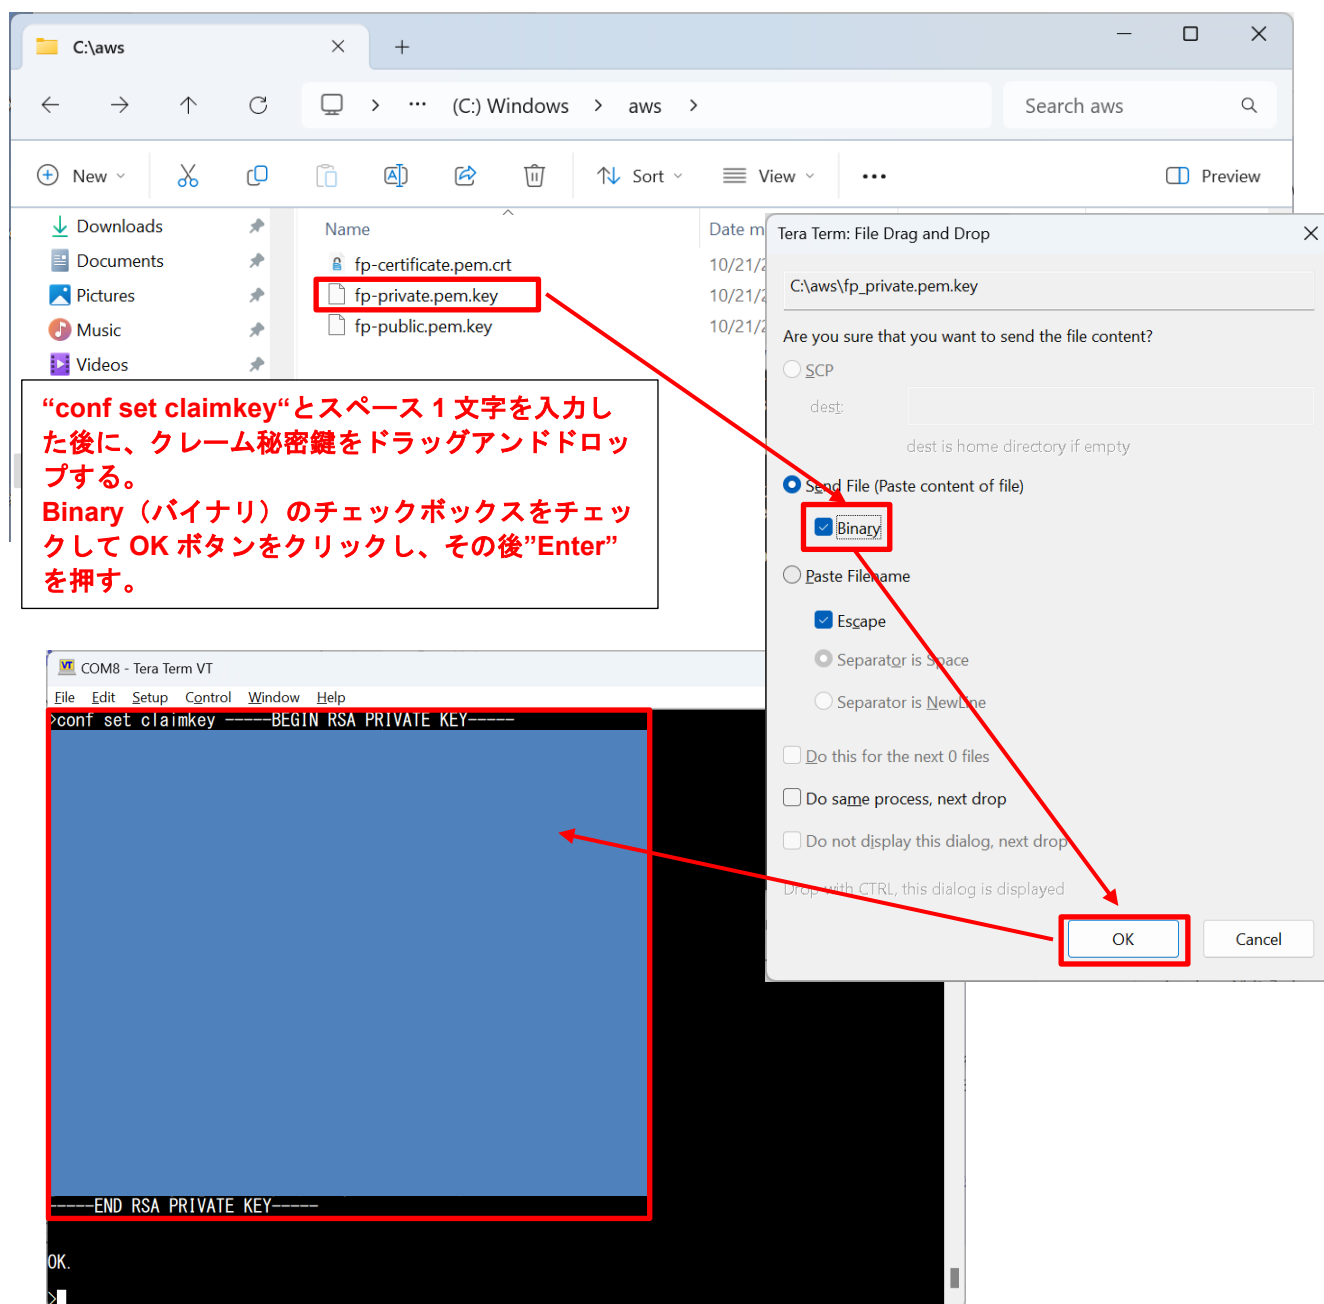 C:\aws
(C:) Windows
aws
Search aws
New
Sort
View
Preview
Downloads
Documents
Pictures
Music
Videos
Name
Date m
fp-certificate.pem.crt
10/21/2
fp-private.pem.key
10/21/2
fp-public.pem.key
10/21/2
Tera Term: File Drag and Drop
C:\aws\fp_private.pem.key
Are you sure that you want to send the file content?
SCP
dest:
dest is home directory if empty
Send File (Paste content of file)
Binary
Paste Filename
Escape
Separator is Space
Separator is NewLine
Do this for the next 0 files
Do same process, next drop
Do not display this dialog, next drop
Drop with CTRL, this dialog is displayed
OK
Cancel
“conf set claimkey“とスペース 1 文字を入力し
た後に、クレーム秘密鍵をドラッグアンドドロッ
プする。
Binary（バイナリ）のチェックボックスをチェッ
クして OK ボタンをクリックし、その後”Enter”
を押す。
VT
COM8 - Tera Term VT
File Edit Setup Control Window Help
>conf set claimkey -----BEGIN RSA PRIVATE KEY-----
-----END RSA PRIVATE KEY-----
OK.
>